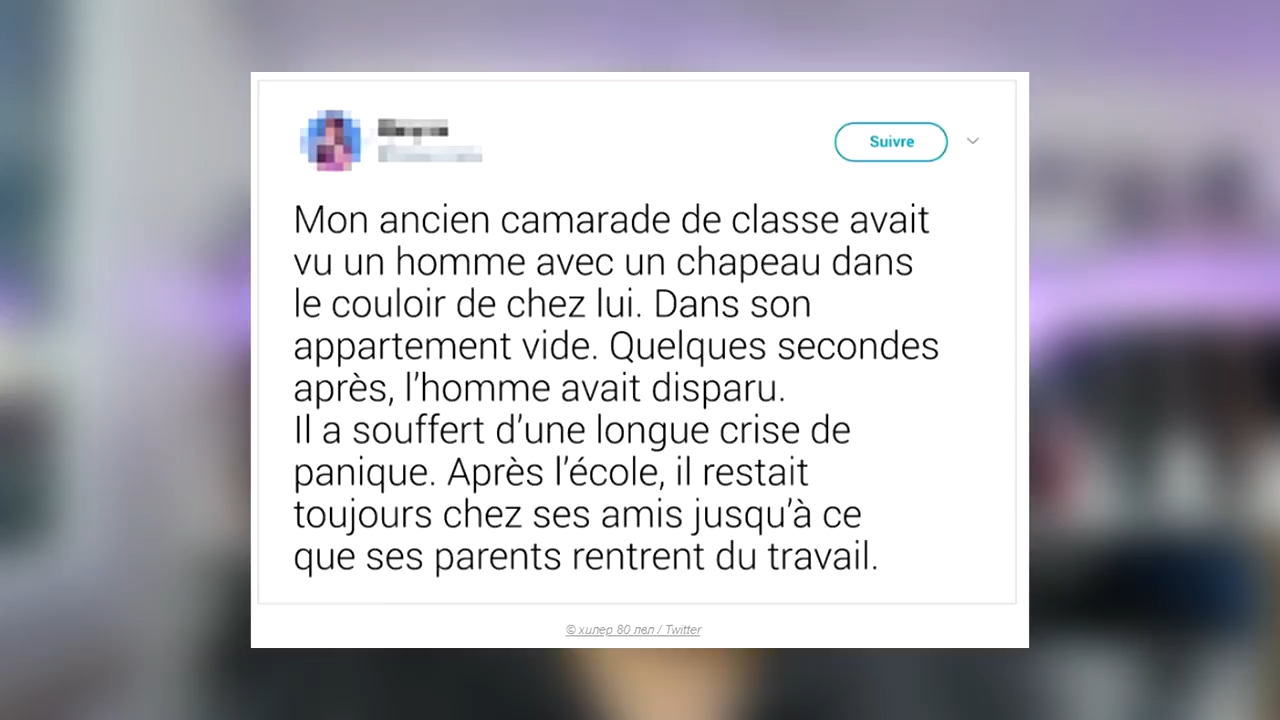 Suivre
Mon ancien camarade de classe avait
vu un homme avec un chapeau dans
le couloir de chez lui. Dans son
appartement vide. Quelques secondes
après, l’homme avait disparu.
Il a souffert d’une longue crise de
panique. Après l’école, il restait
toujours chez ses amis jusqu’à ce
que ses parents rentrent du travail.
© хилер 80 лвл / Twitter